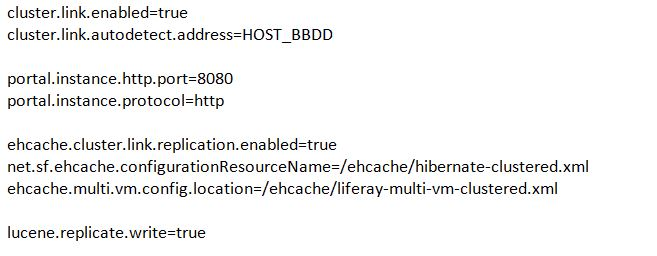 cluster.link.enabled=true
cluster.link.autodetect.address=HOST_BBDD
portal.instance.http.port=8080
portal.instance.protocol=http
ehcache.cluster.link.replication.enabled=true
net.sf.ehcache.configurationResourceName=/ehcache/hibernate-clustered.xml
ehcache.multi.vm.config.location=/ehcache/liferay-multi-vm-clustered.xml
lucene.replicate.write=true